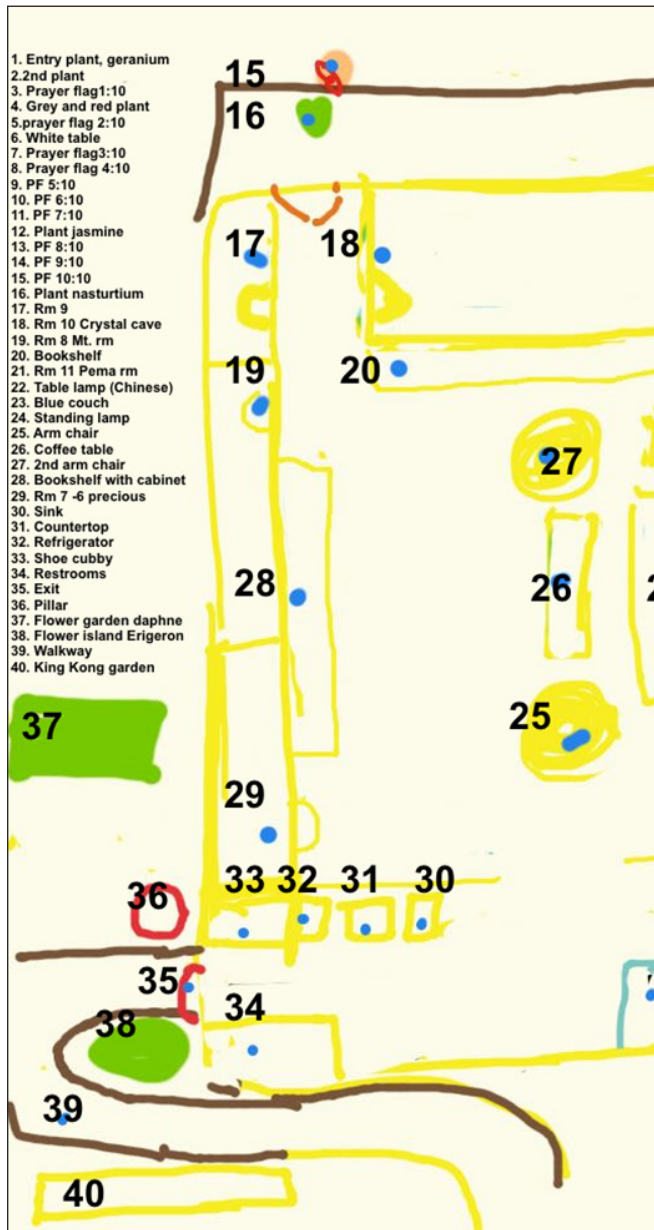 1. Entry plant, geranium
2.2nd plant
3. Prayer flag1:10
4. Grey and red plant
5.prayer flag 2:10
6. White table
7. Prayer flag3:10
8. Prayer flag 4:10
9. PF 5:10
10. PF 6:10
11. PF 7:10
12. Plant jasmine
13. PF 8:10
14. PF 9:10
15. PF 10:10
16. Plant nasturtium
17. Rm 9
18. Rm 10 Crystal cave
19. Rm 8 Mt. rm
20. Bookshelf
21. Rm 11 Pema rm
22. Table lamp (Chinese)
23. Blue couch
24. Standing lamp
25. Arm chair
26. Coffee table
27. 2nd arm chair
28. Bookshelf with cabinet
29. Rm 7 -6 precious
30. Sink
31. Countertop
32. Refrigerator
33. Shoe cubby
34. Restrooms
35. Exit
36. Pillar
37. Flower garden daphne
38. Flower island Erigeron
39. Walkway
40. King Kong garden
15
16
17 18
19 20
27
28 26
37 25
29
36 33 32 31 30
35
34
38
39
40